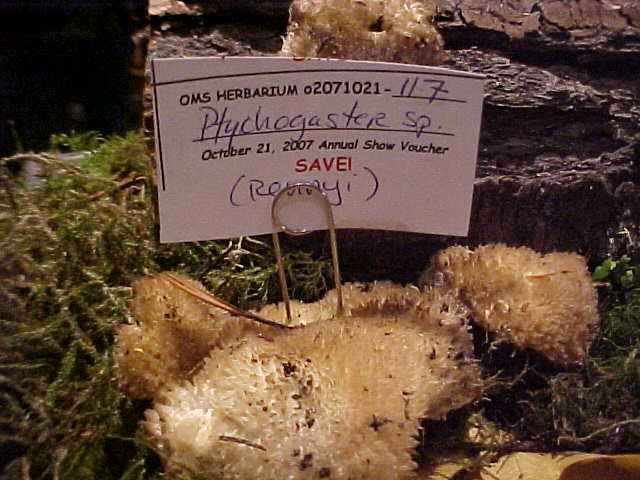 OMS HERBARIUM o2071021-117
Ptychogaster sp.
October 21, 2007 Annual Show Voucher
SAVE!